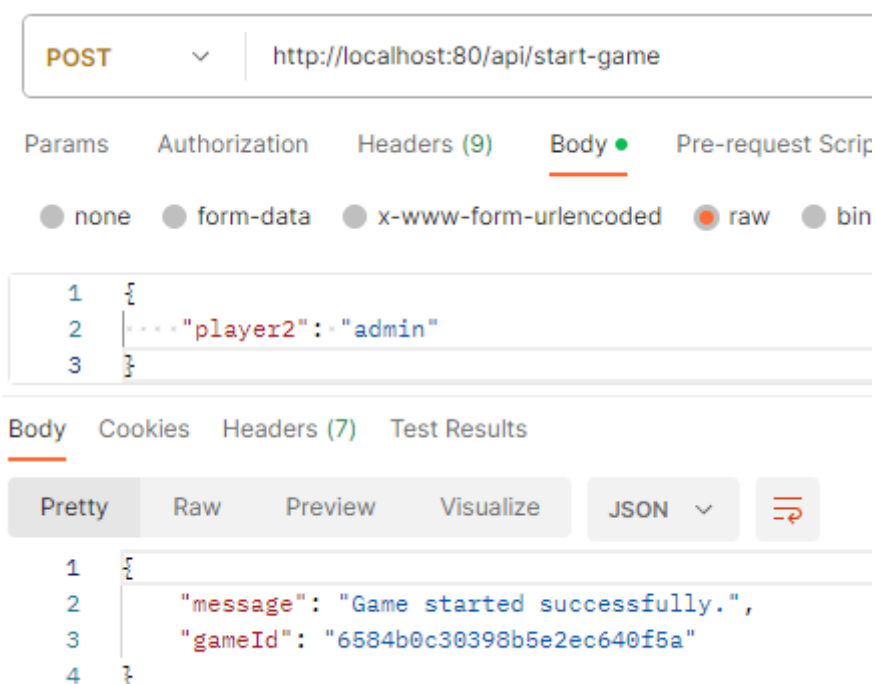 POST http://localhost:80/api/start-game
Params Authorization Headers (9) Body Pre-request Scrip
none form-data x-www-form-urlencoded raw bin
1 {
2 "player2": "admin"
3 }
Body Cookies Headers (7) Test Results
Pretty Raw Preview Visualize JSON
1 {
2 "message": "Game started successfully.",
3 "gameId": "6584b0c30398b5e2ec640f5a"
4 }